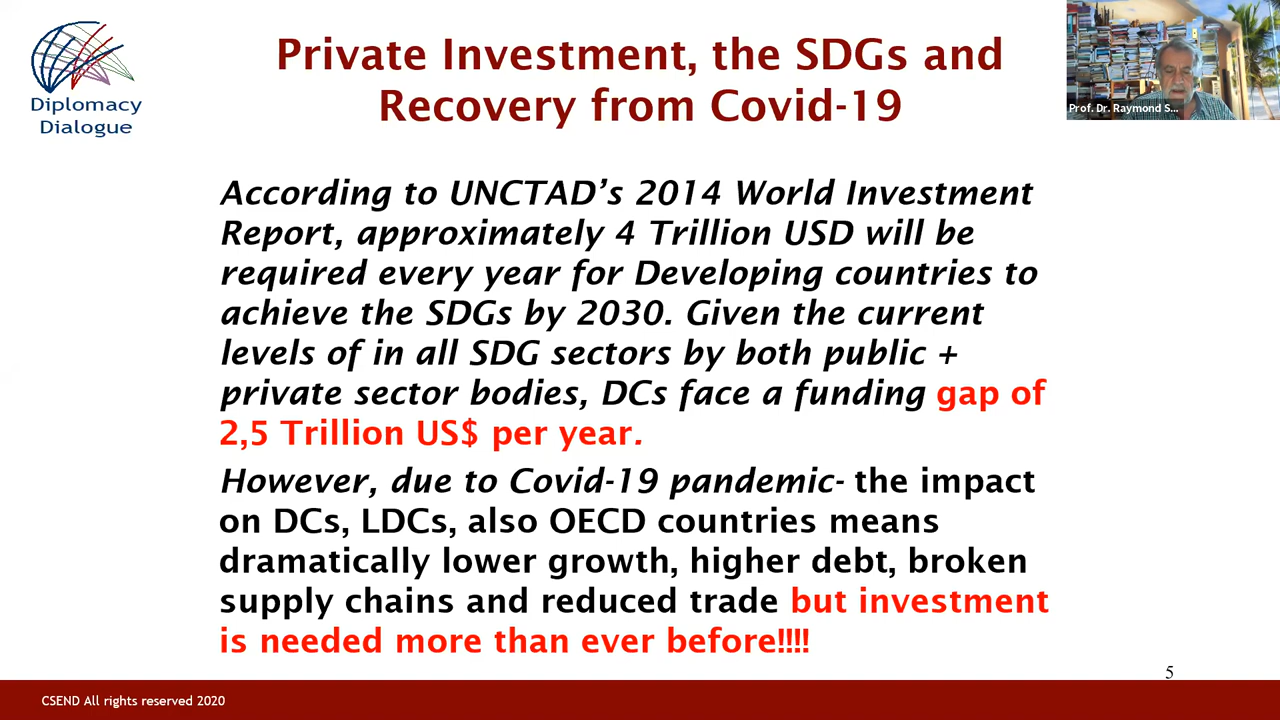 Private Investment, the SDGs and
Recovery from Covid-19
Diplomacy
Dialogue
Prof. Dr. Raymond S...
According to UNCTAD’s 2014 World Investment
Report, approximately 4 Trillion USD will be
required every year for Developing countries to
achieve the SDGs by 2030. Given the current
levels of in all SDG sectors by both public +
private sector bodies, DCs face a funding gap of
2,5 Trillion US$ per year.
However, due to Covid-19 pandemic- the impact
on DCs, LDCs, also OECD countries means
dramatically lower growth, higher debt, broken
supply chains and reduced trade but investment
is needed more than ever before!!!!
5
CSEND All rights reserved 2020